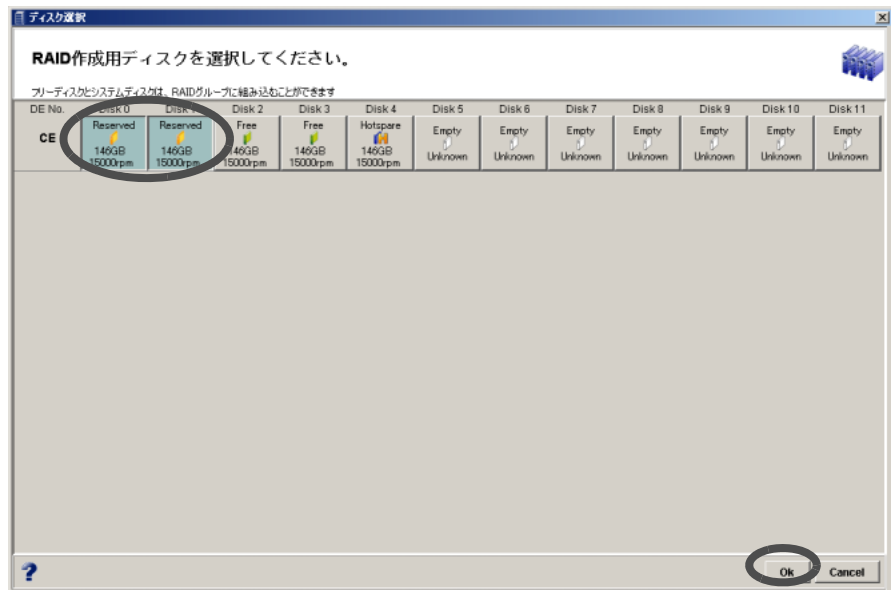 ディスク選択
RAID作成用ディスクを選択してください。
フリーディスクとシステムディスクは、RAIDグループに組み込むことができます
DE No. Disk 0 Disk 1 Disk 2 Disk 3 Disk 4 Disk 5 Disk 6 Disk 7 Disk 8 Disk 9 Disk 10 Disk 11
CE
Reserved 146GB 15000rpm
Reserved 146GB 15000rpm
Free 146GB 15000rpm
Free 146GB 15000rpm
Hotspare 146GB 15000rpm
Empty Unknown
Empty Unknown
Empty Unknown
Empty Unknown
Empty Unknown
Empty Unknown
Empty Unknown
? Ok Cancel